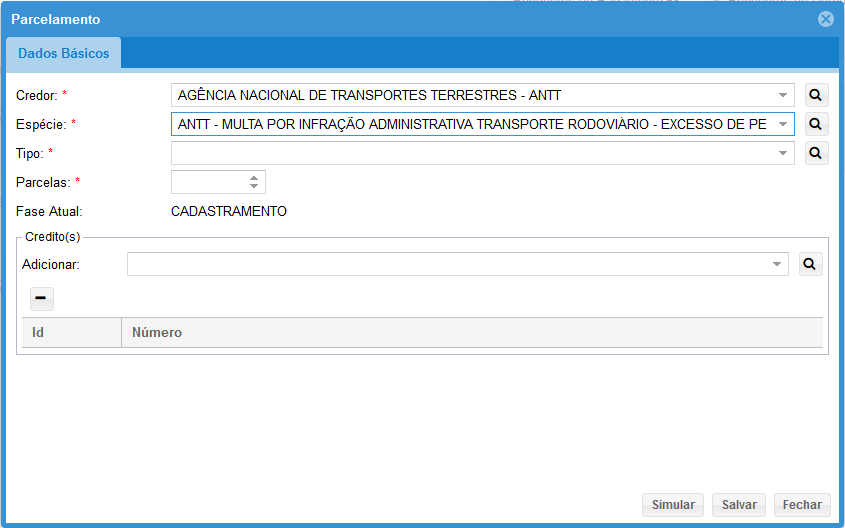 Parcelamento
Dados Básicos
Credor: * AGÊNCIA NACIONAL DE TRANSPORTES TERRESTRES - ANTT
Espécie: * ANTT - MULTA POR INFRAÇÃO ADMINISTRATIVA TRANSPORTE RODOVIÁRIO - EXCESSO DE PE
Tipo: *
Parcelas: *
Fase Atual: CADASTRAMENTO
Credito(s)
Adicionar:
Id Número
Simular Salvar Fechar